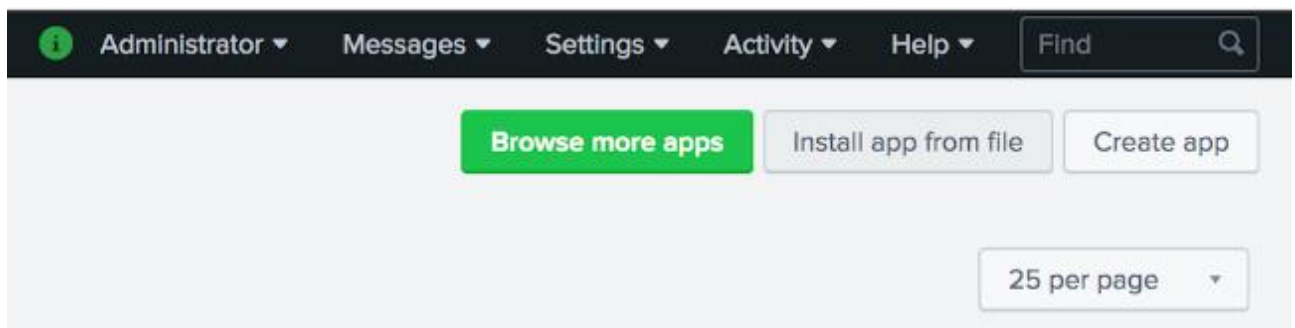 Administrator Messages Settings Activity Help Find
Browse more apps Install app from file Create app
25 per page